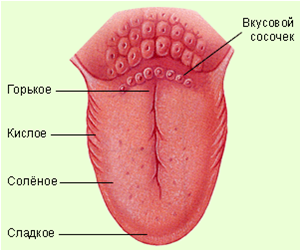 Вкусовой
сосочек
Горькое
Кислое
Солёное
Сладкое